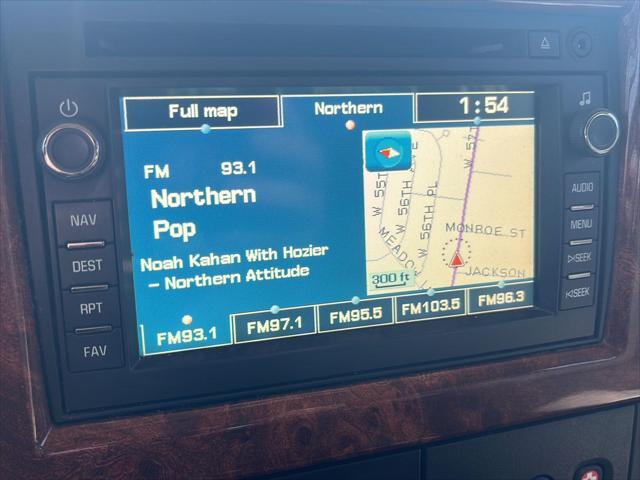 Full map
Northern
1:54
FM 93.1
Northern
Pop
Noah Kahan With Hozier
– Northern Attitude
FM93.1
FM97.1
FM95.5
FM103.5
FM96.3
W 55T
W 56TH
VE
W 56TH PL
W 57T
MONROE ST
MEADO
JACKSON
300 ft
NAV
DEST
RPT
FAV
AUDIO
MENU
SEEK
SEEK